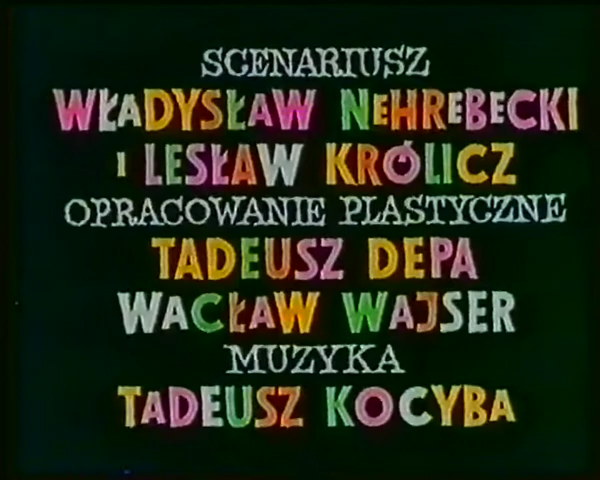 SCENARIUSZ
WŁADYSŁAW NEHREBECKI
I LESŁAW KRÓLICZ
OPRACOWANIE PLASTYCZNE
TADEUSZ DEPA
WACŁAW WAJSER
MUZYKA
TADEUSZ KOCYBA